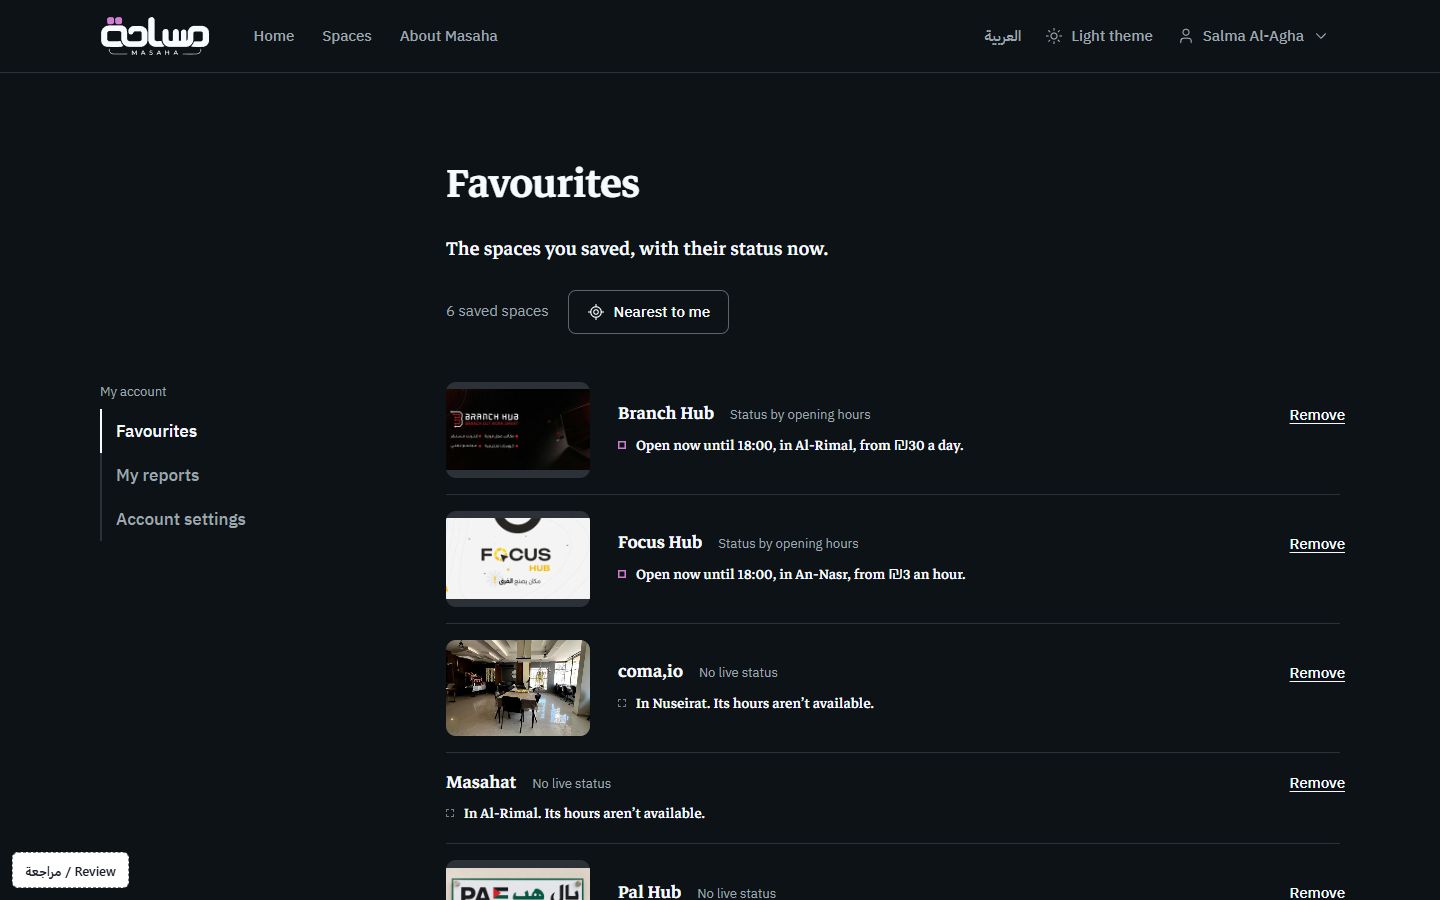 مساحة
MASAHA
Home
Spaces
About Masaha
العربية
Light theme
Salma Al-Agha
Favourites
The spaces you saved, with their status now.
6 saved spaces
Nearest to me
My account
Favourites
My reports
Account settings
BRANCH HUB
Branch Hub
Status by opening hours
Remove
Open now until 18:00, in Al-Rimal, from ₪30 a day.
FOCUS
HUB
مكان يصنع الفرق
Focus Hub
Status by opening hours
Remove
Open now until 18:00, in An-Nasr, from ₪3 an hour.
coma,io
No live status
Remove
In Nuseirat. Its hours aren’t available.
Masahat
No live status
Remove
In Al-Rimal. Its hours aren’t available.
بال هب
Pal Hub
No live status
Remove
مراجعة / Review